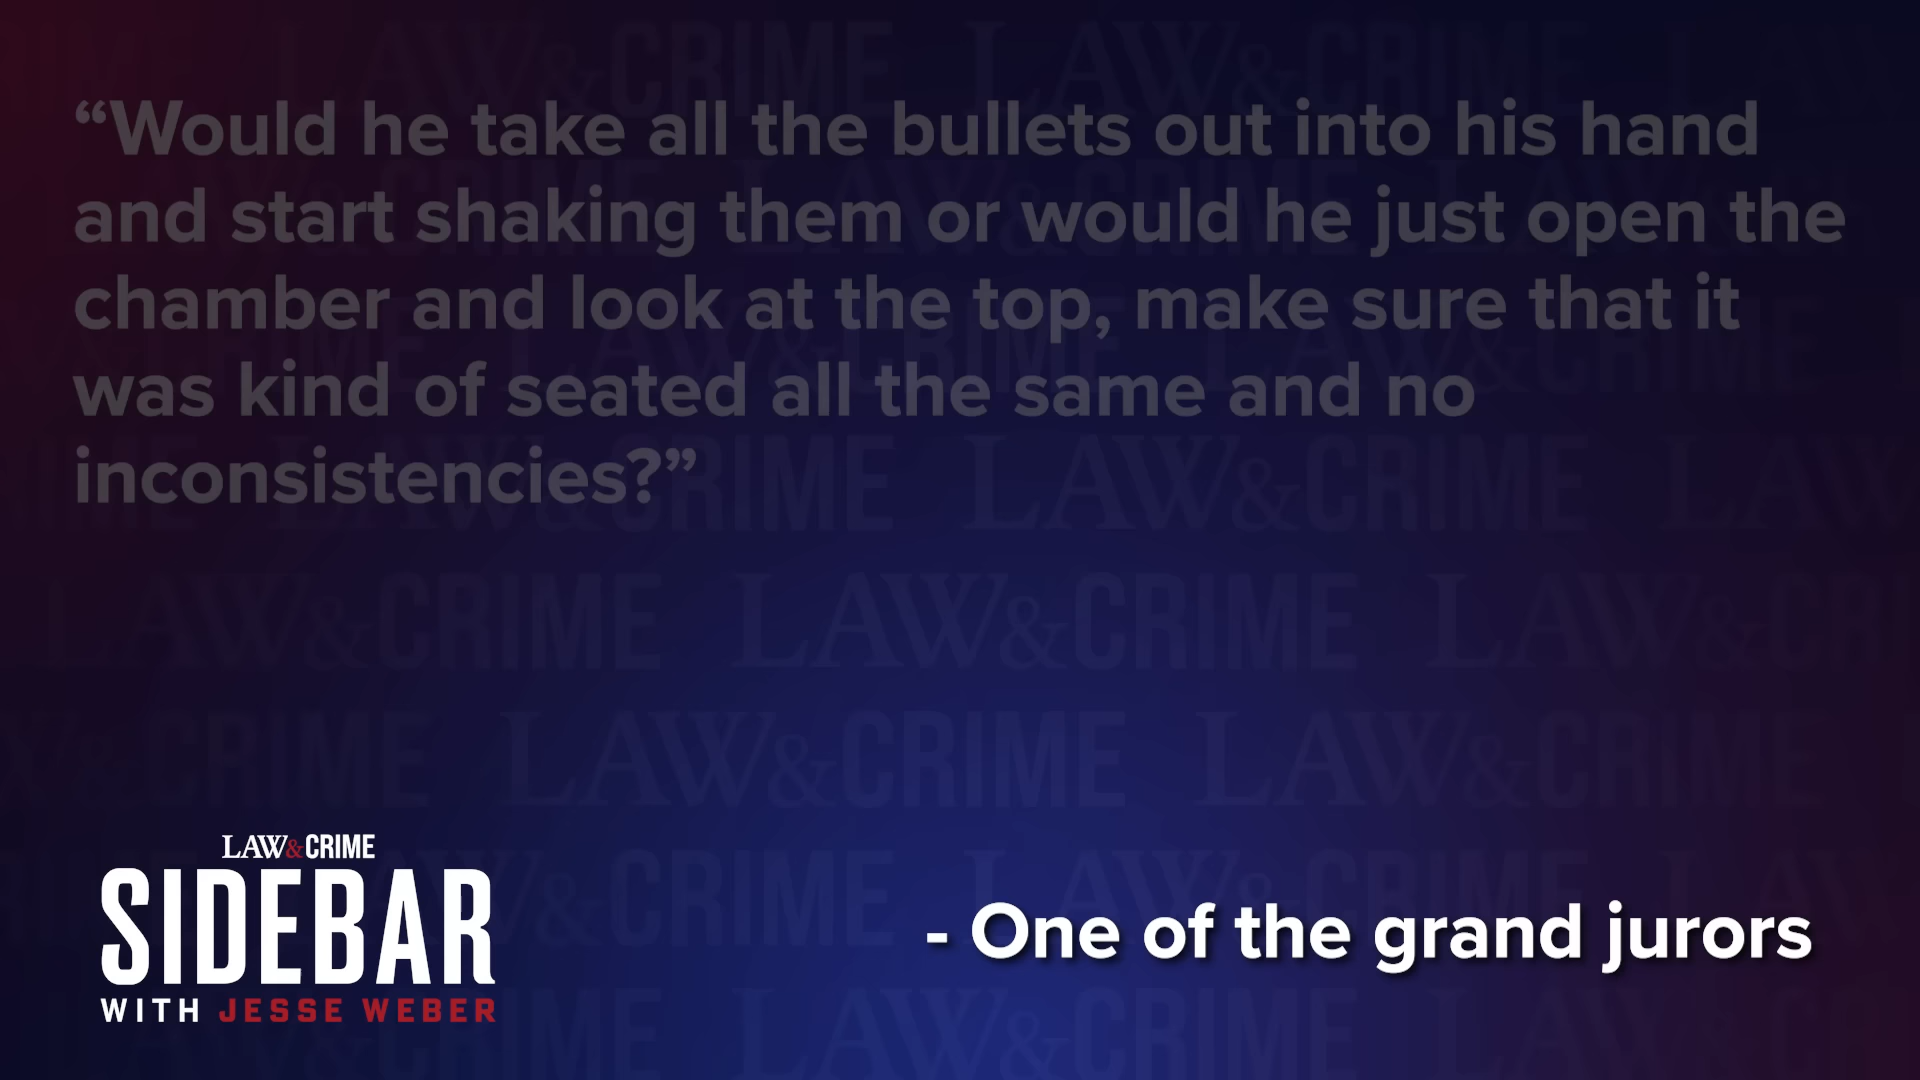 “Would he take all the bullets out into his hand
and start shaking them or would he just open the
chamber and look at the top, make sure that it
was kind of seated all the same and no
inconsistencies?”
LAW&CRIME
SIDEBAR
WITH JESSE WEBER
- One of the grand jurors